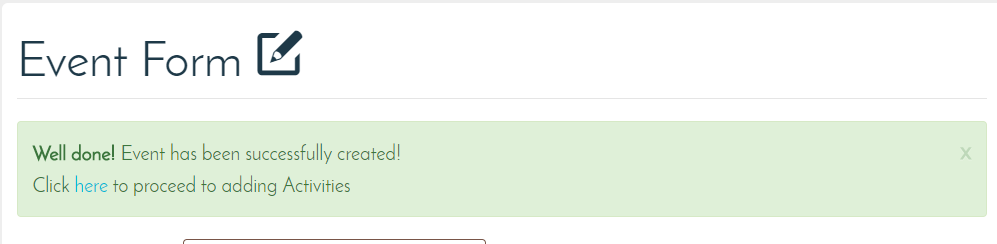 Event Form
Well done! Event has been successfully created!
x
Click here to proceed to adding Activities